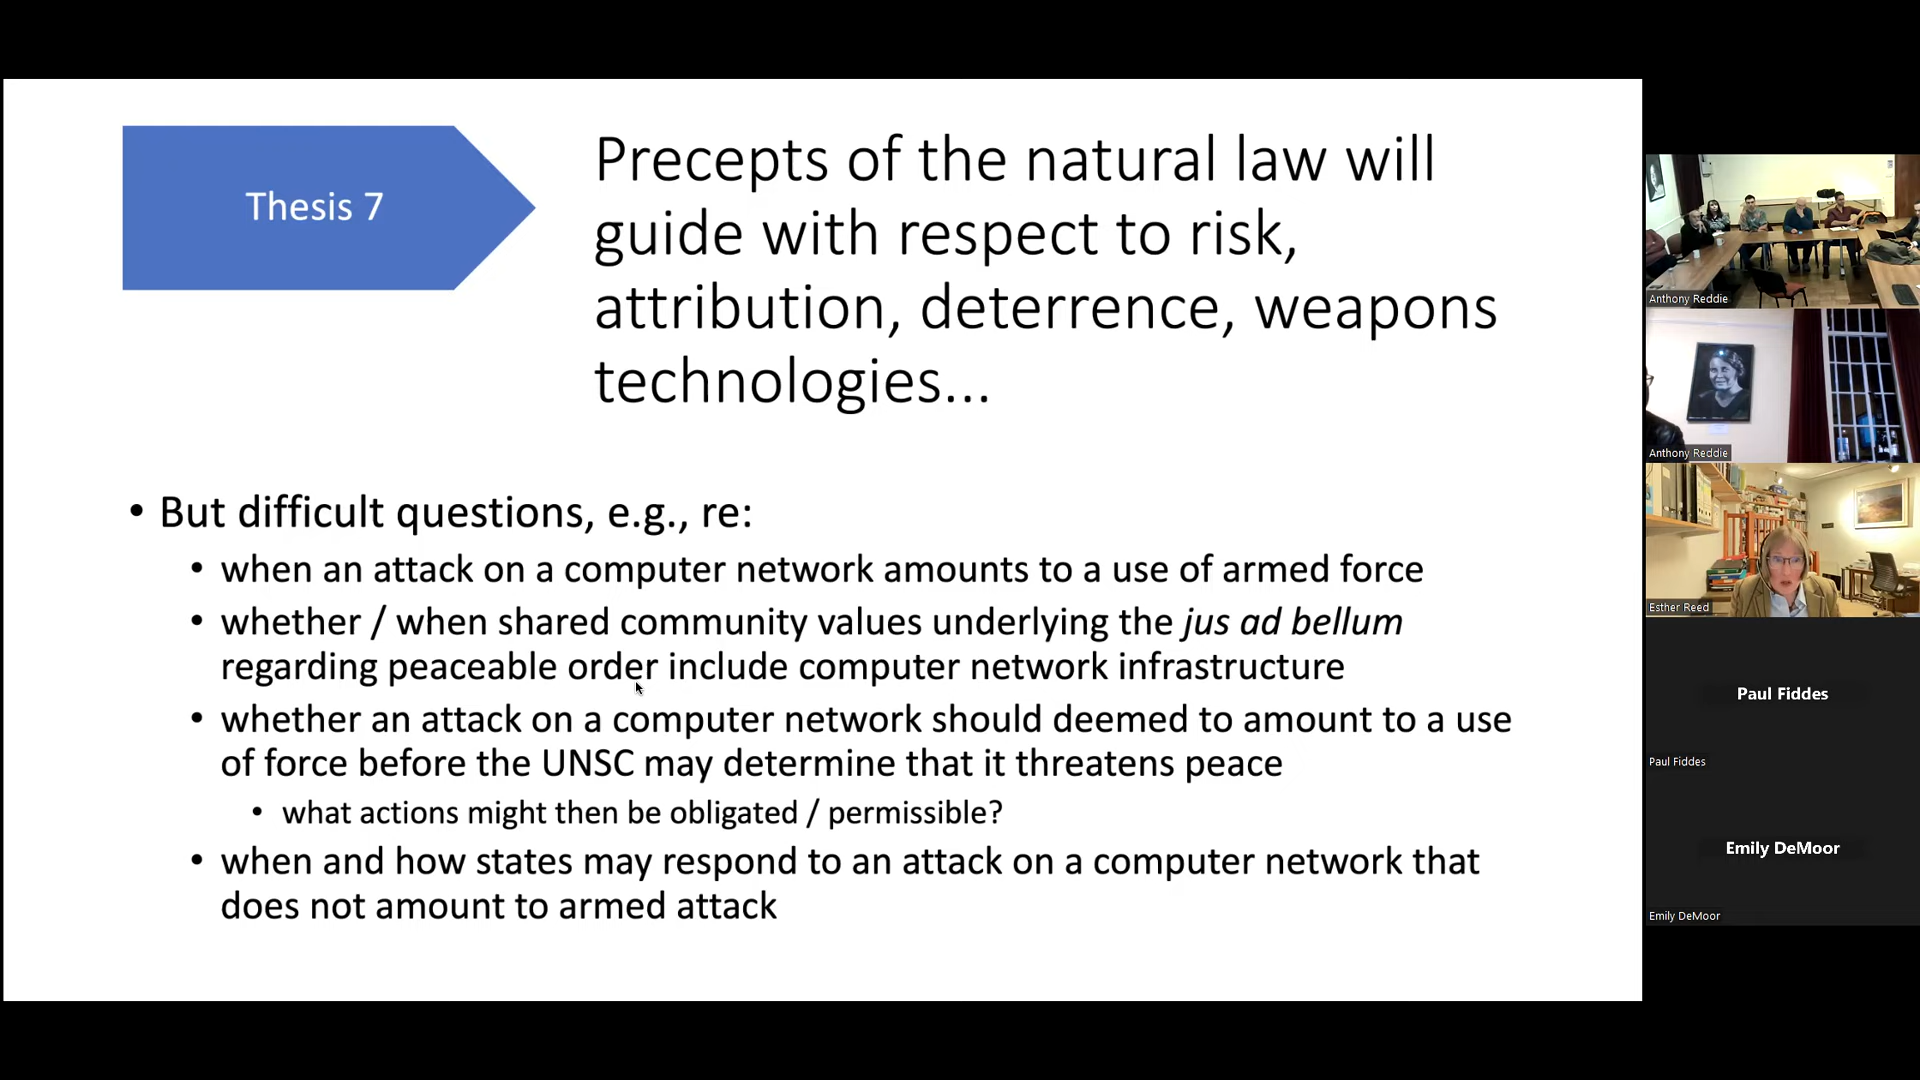 Thesis 7
Precepts of the natural law will
guide with respect to risk,
attribution, deterrence, weapons
technologies...
• But difficult questions, e.g., re:
• when an attack on a computer network amounts to a use of armed force
• whether / when shared community values underlying the jus ad bellum
regarding peaceable order include computer network infrastructure
• whether an attack on a computer network should deemed to amount to a use
of force before the UNSC may determine that it threatens peace
• what actions might then be obligated / permissible?
• when and how states may respond to an attack on a computer network that
does not amount to armed attack
Anthony Reddie
Anthony Reddie
Esther Reed
Paul Fiddes
Paul Fiddes
Emily DeMoor
Emily DeMoor